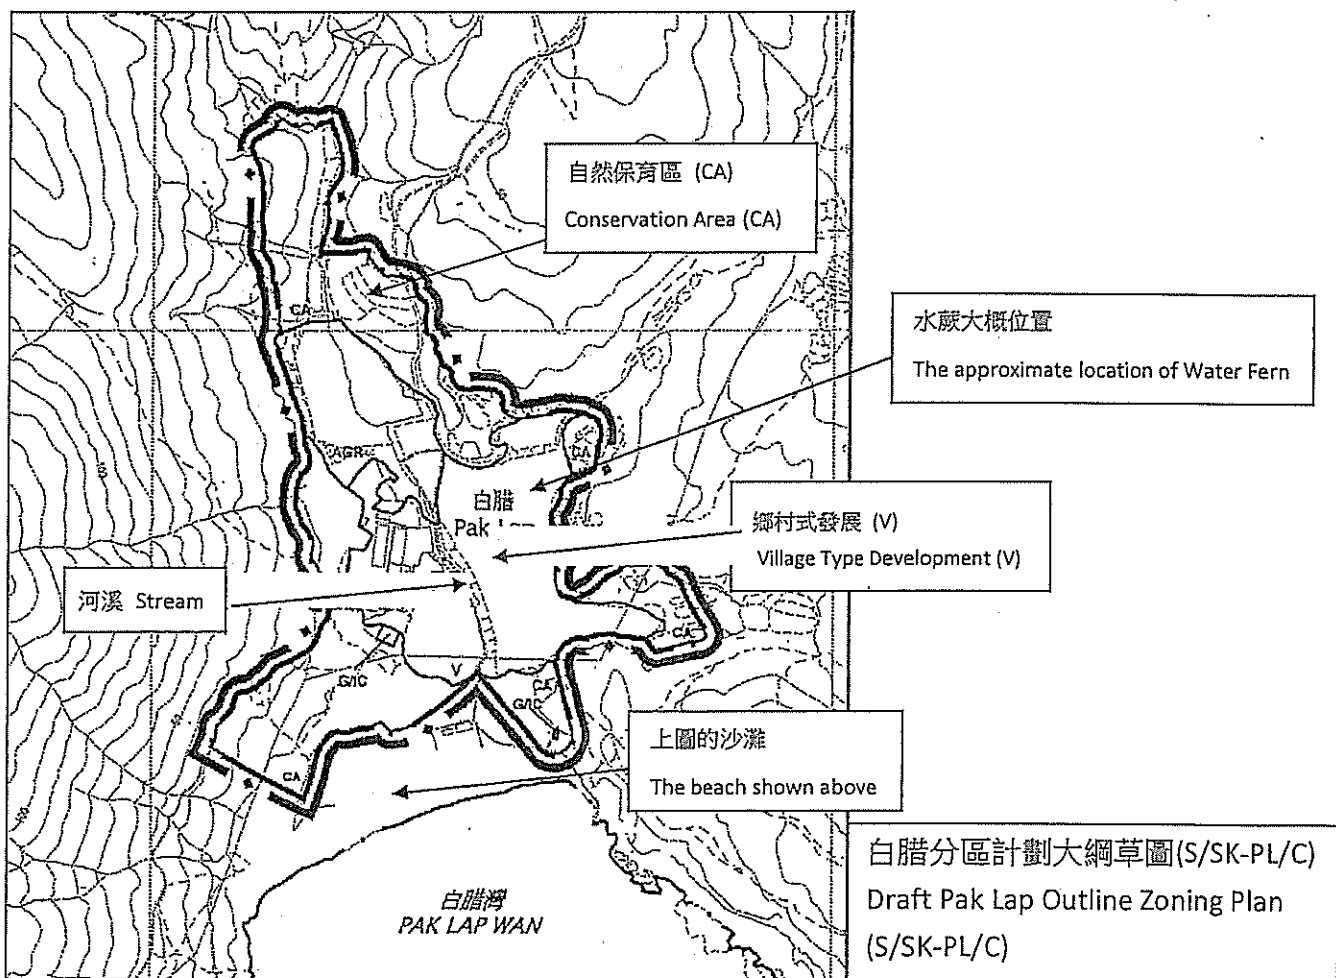 自然保育區 (CA)
Conservation Area (CA)
水蕨大概位置
The approximate location of Water Fern
CA
AGR
CA
白腊
Pak Lap
鄉村式發展 (V)
Village Type Development (V)
河溪 Stream
CA
V
G/IC
CA
G/IC
CA
上圖的沙灘
The beach shown above
白腊灣
PAK LAP WAN
白腊分區計劃大綱草圖(S/SK-PL/C)
Draft Pak Lap Outline Zoning Plan
(S/SK-PL/C)